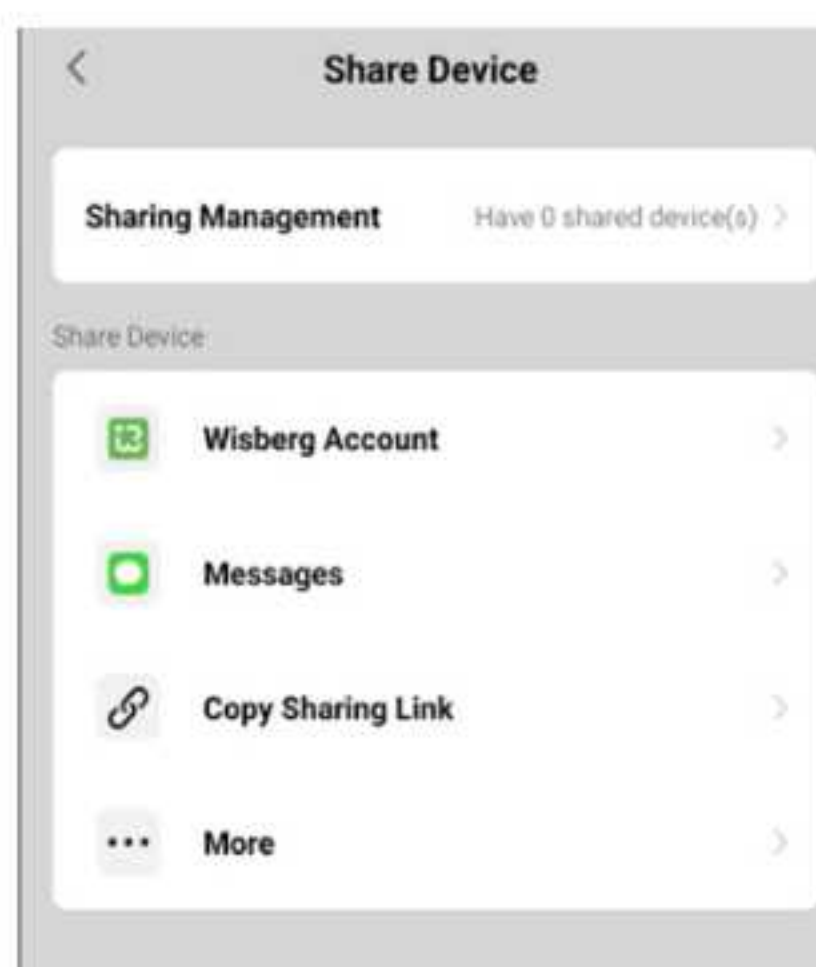 Share Device
Sharing Management Have 0 shared device(s)
Share Device
Wisberg Account
Messages
Copy Sharing Link
More